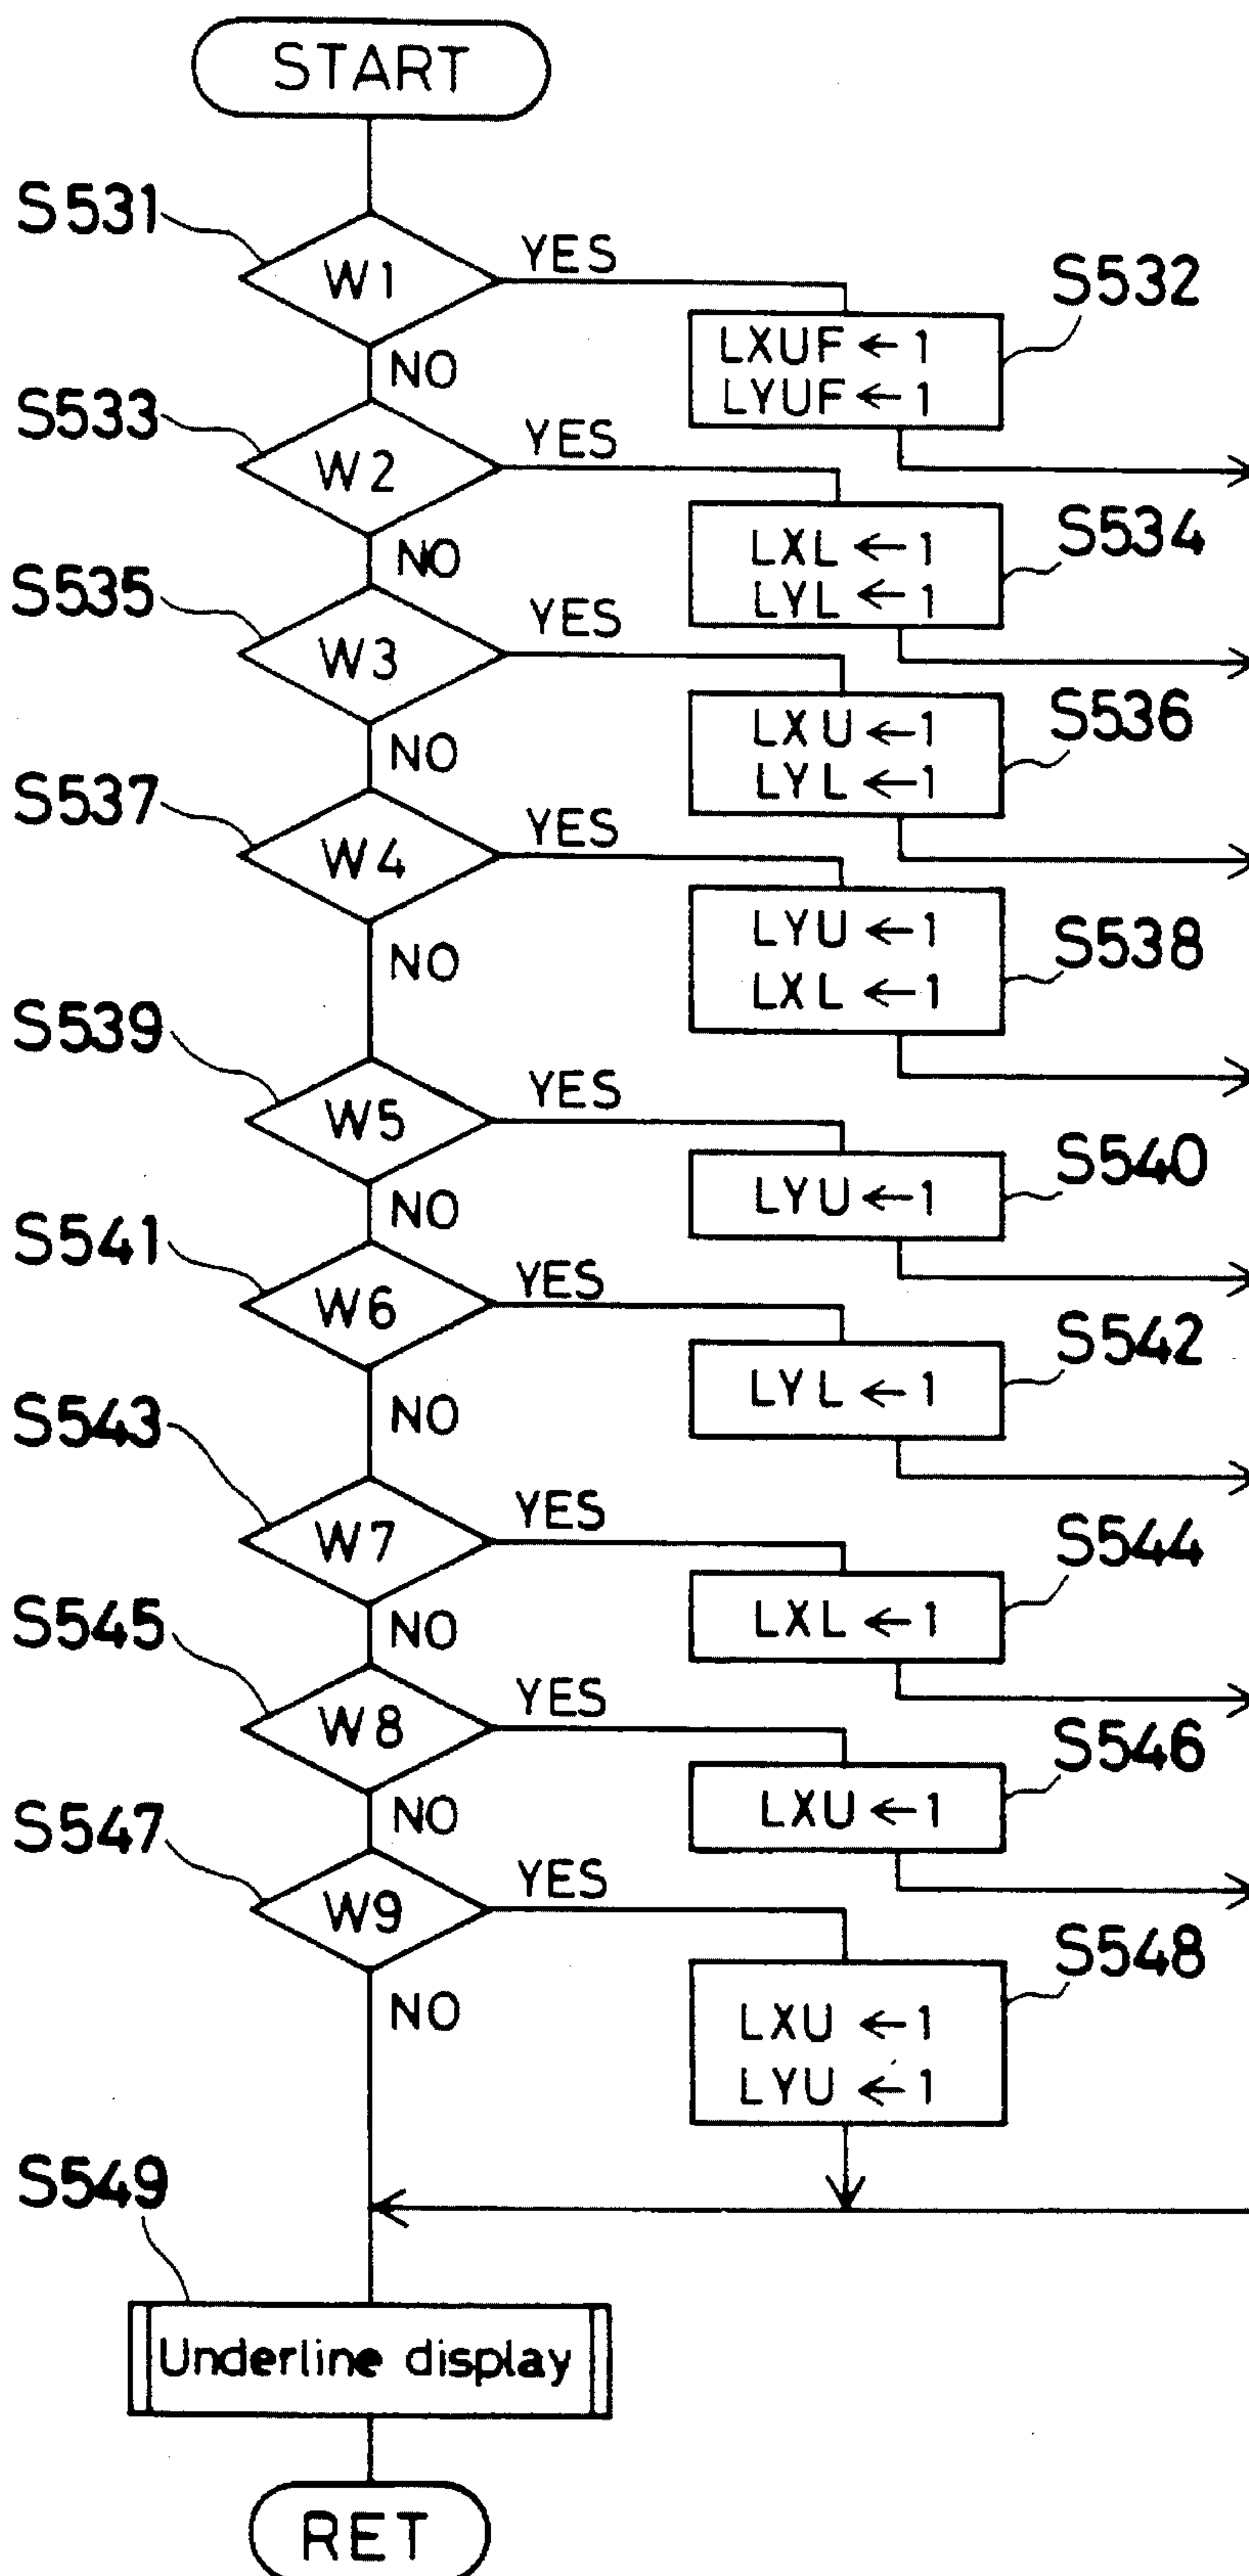 START
S531
W1
YES
S532
LXUF ← 1
LYUF ← 1
NO
S533
W2
YES
S534
LXL ← 1
LYL ← 1
NO
S535
W3
YES
S536
LXU ← 1
LYL ← 1
NO
S537
W4
YES
S538
LYU ← 1
LXL ← 1
NO
S539
W5
YES
S540
LYU ← 1
NO
S541
W6
YES
S542
LYL ← 1
NO
S543
W7
YES
S544
LXL ← 1
NO
S545
W8
YES
S546
LXU ← 1
NO
S547
W9
YES
S548
LXU ← 1
LYU ← 1
NO
S549
Underline display
RET